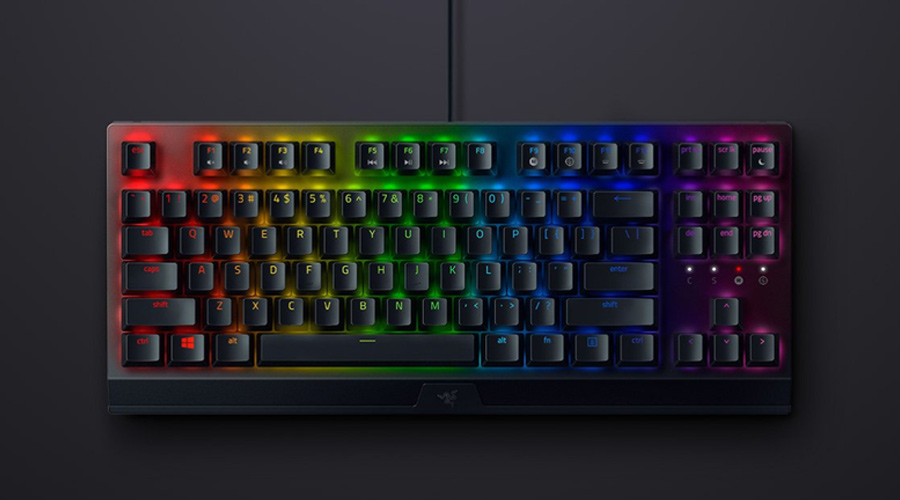 esc F1 F2 F3 F4 F5 F6 F7 F8 F9 F10 prt scr lk pause
1 2@ 3# 4$ 5% 6^ 7& 8* 9( 0) - _ = + ← ins home pg up
tab Q W E R T Y U I O P [{ ]} \| del end pg dn
caps A S D F G H J K L ; : ' " enter
C S
shift Z X C V B N M , < . > / ? shift ^
ctrl alt alt fn ctrl < v >